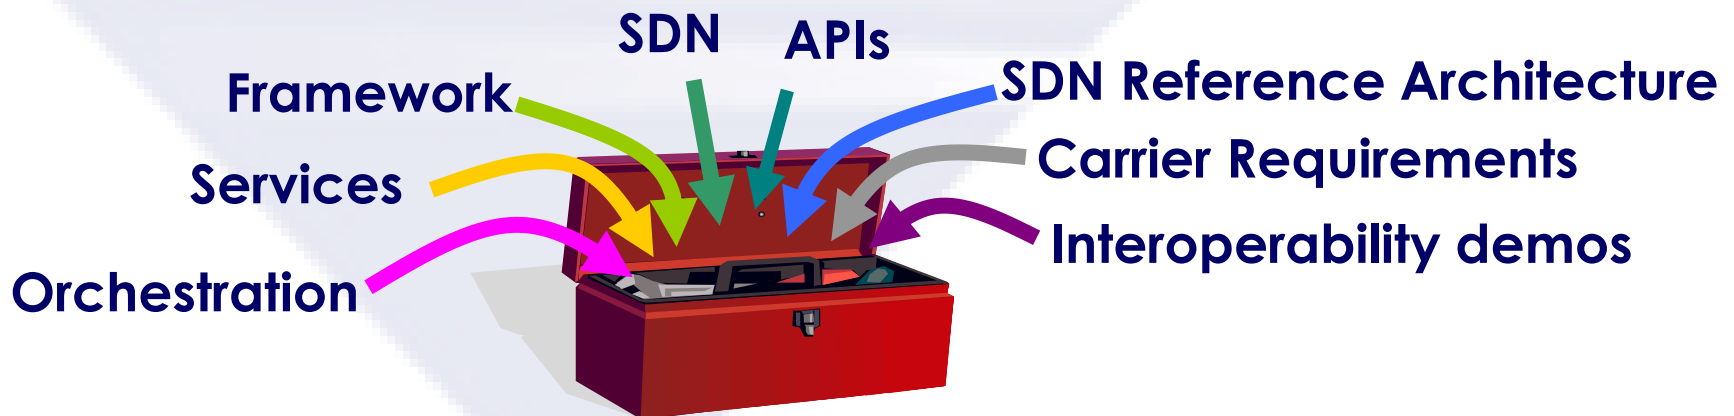 SDN
APIs
Framework
SDN Reference Architecture
Services
Carrier Requirements
Orchestration
Interoperability demos